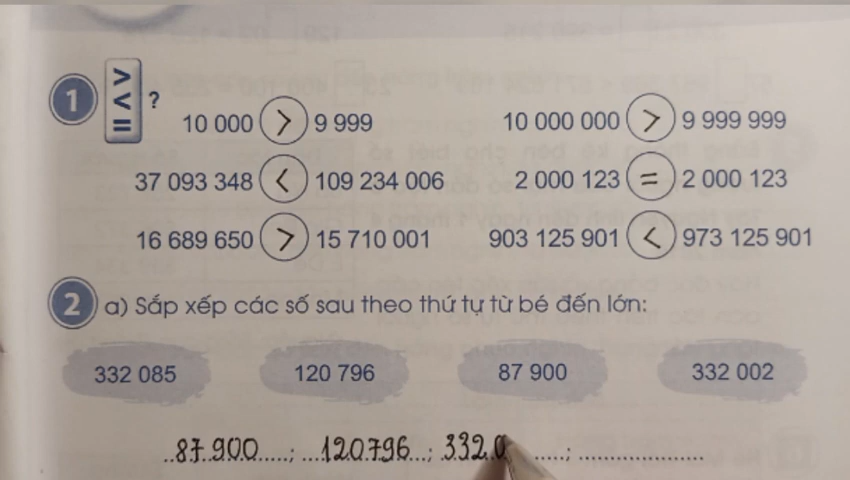 1 > < = ?
10 000 > 9 999 10 000 000 > 9 999 999
37 093 348 < 109 234 006 2 000 123 = 2 000 123
16 689 650 > 15 710 001 903 125 901 < 973 125 901
2 a) Sắp xếp các số sau theo thứ tự từ bé đến lớn:
332 085 120 796 87 900 332 002
87 900 ; 120 796 ; 332 0 ;